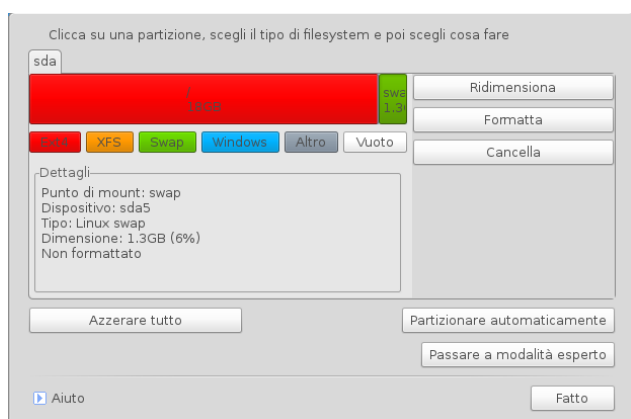 Clicca su una partizione, scegli il tipo di filesystem e poi scegli cosa fare
sda
/
18GB
swa
1.3
Ridimensiona
Formatta
Cancella
Ext4
XFS
Swap
Windows
Altro
Vuoto
Dettagli
Punto di mount: swap
Dispositivo: sda5
Tipo: Linux swap
Dimensione: 1.3GB (6%)
Non formattato
Azzerare tutto
Partizionare automaticamente
Passare a modalità esperto
Aiuto
Fatto